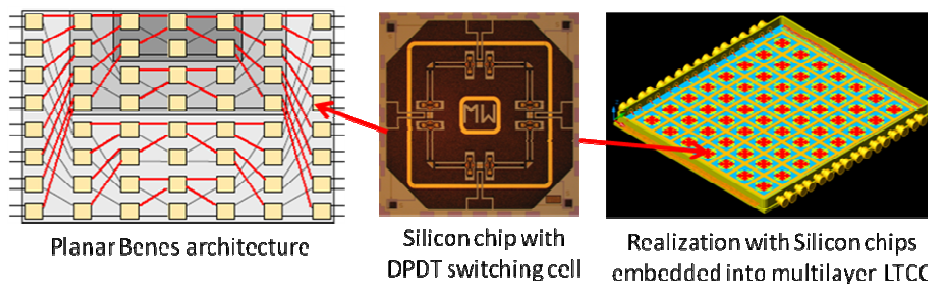 MW
Planar Benes architecture
Silicon chip with
DPDT switching cell
Realization with Silicon chips
embedded into multilayer LTCC